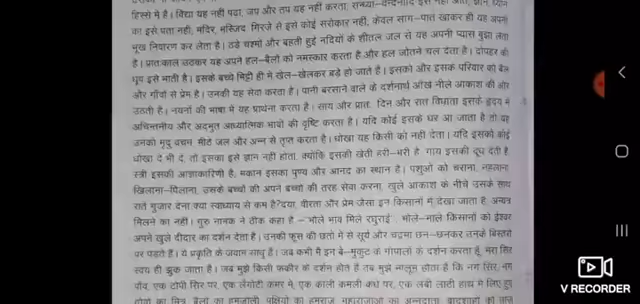 हिस्से में है। विद्या यह नहीं पढ़ा, जप और तप यह नहीं करता, संध्या-वन्दनादि इसे नहीं आते, ज्ञान, ध्यान
का इसे पता नहीं; मंदिर, मस्जिद, गिरजे से इसे कोई सरोकार नहीं; केवल साग-पात खाकर ही यह अपनी
भूख निवारण कर लेता है। ठंडे चश्मों और बहती हुई नदियों के शीतल जल से यह अपनी प्यास बुझा लेता
है। प्रातःकाल उठकर यह अपने हल-बैलों को नमस्कार करता है और हल जोतने चल देता है। दोपहर की
धूप इसे भाती है। इसके बच्चे मिट्टी ही में खेल-खेलकर बड़े हो जाते हैं। इसको और इसके परिवार को बैल
और गाँवों से प्रेम है। उनकी यह सेवा करता है। पानी बरसाने वाले के दर्शनार्थ आँखें नीले आकाश की ओर
उठती हैं। नयनों की भाषा में यह प्रार्थना करता है। सायं और प्रातः दिन और रात विधाता इसके हृदय में
अचिन्तनीय और अद्भुत आध्यात्मिक भावों की वृष्टि करता है। यदि कोई इसके घर आ जाता है तो यह
उनको मृदु वचन, मीठे जल और अन्न से तृप्त करता है। धोखा यह किसी को नहीं देता। यदि इसको कोई
धोखा दे भी दे, तो इसका इसे ज्ञान नहीं होता, क्योंकि इसकी खेती हरी-भरी है, गाय इसकी दूध देती है,
स्त्री इसकी आज्ञाकारिणी है, मकान इसका पुण्य और आनंद का स्थान है। पशुओं को चराना, नहलाना
खिलाना-पिलाना, उसके बच्चों की अपने बच्चों की तरह सेवा करना, खुले आकाश के नीचे उसके साथ
रातें गुजार देना क्या स्वाध्याय से कम है? दया, वीरता और प्रेम जैसा इन किसानों में देखा जाता है, अन्यत्र
मिलने का नहीं। गुरु नानक ने ठीक कहा है - 'भोले भाव मिले रघुराई' भोले-भाले किसानों को ईश्वर
अपने खुले दीदार का दर्शन देता है। उनकी फूस की छतों में से सूर्य और चन्द्रमा छन-छनकर उनके बिस्तरों
पर पड़ते हैं। ये प्रकृति के जवान साधु हैं। जब कभी मैं इन बे-मुकुट के गोपालों के दर्शन करता हूँ, मेरा सिर
स्वयं ही झुक जाता है। जब मुझे किसी फकीर के दर्शन होते हैं तब मुझे मालूम होता है कि नंगे सिर, नंगे
पाँव, एक टोपी सिर पर, एक लँगोटी कमर में, एक काली कमली कंधे पर, एक लंबी लाठी हाथ में लिए हुए
V RECORDER